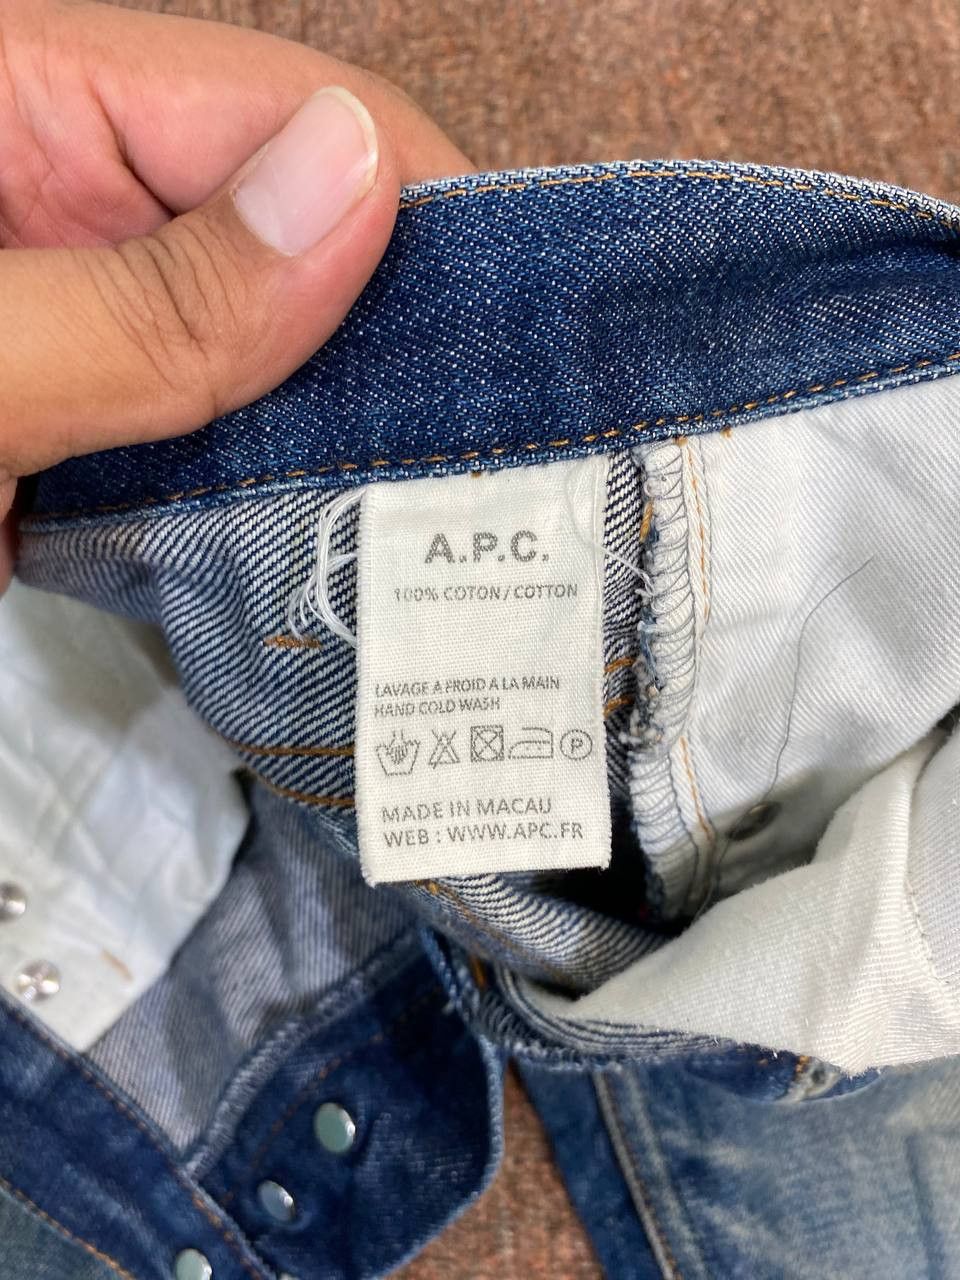 A.P.C.
100% COTON / COTTON
LAVAGE A FROID A LA MAIN
HAND COLD WASH
P
MADE IN MACAU
WEB : WWW.APC.FR